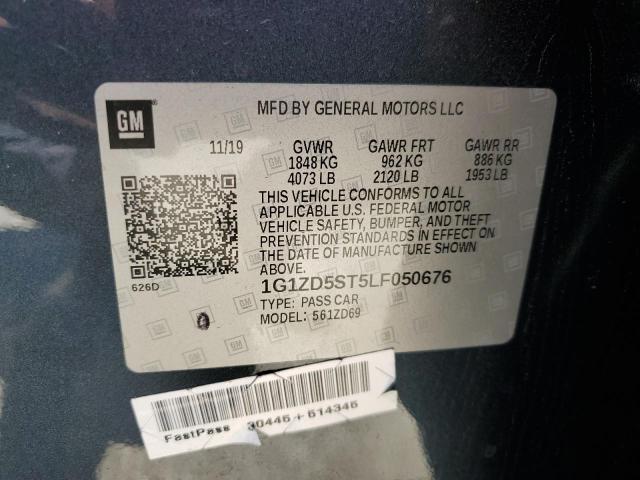 GM
MFD BY GENERAL MOTORS LLC
11/19 GVWR GAWR FRT GAWR RR
1848 KG 962 KG 886 KG
4073 LB 2120 LB 1953 LB
THIS VEHICLE CONFORMS TO ALL
APPLICABLE U.S. FEDERAL MOTOR
VEHICLE SAFETY, BUMPER, AND THEFT
PREVENTION STANDARDS IN EFFECT ON
THE DATE OF MANUFACTURE SHOWN
ABOVE.
626D
1G1ZD5ST5LF050676
TYPE: PASS CAR
MODEL: 561ZD69
FastPass 30445+514345